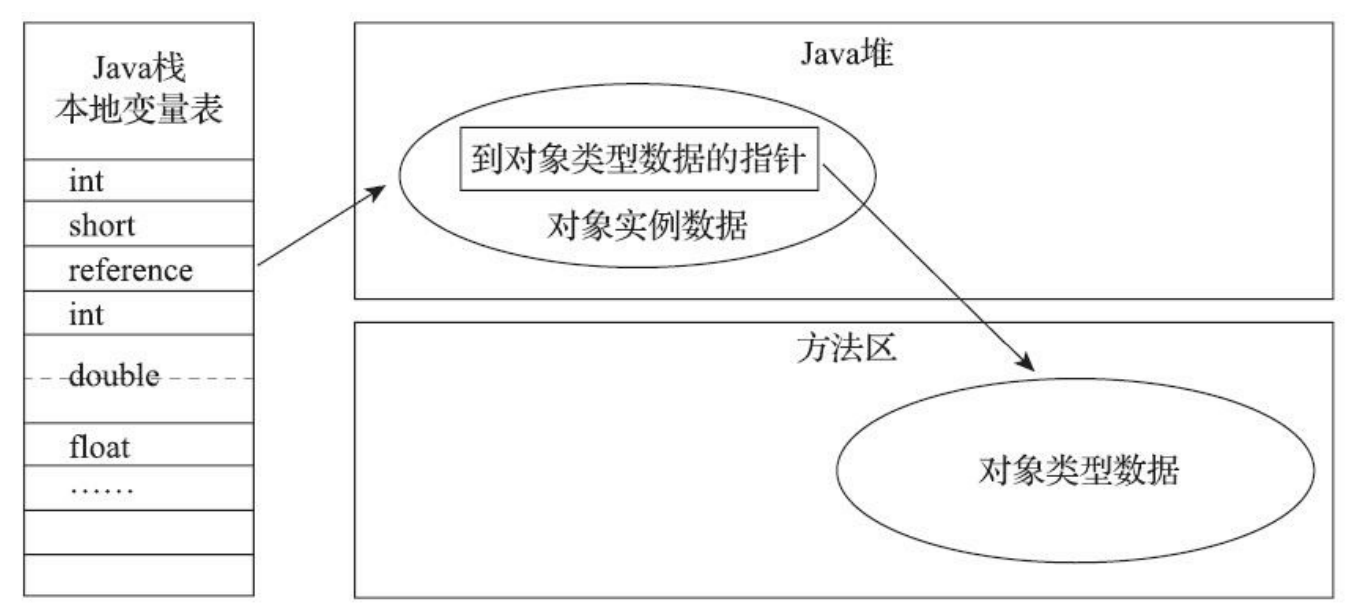 Java栈
本地变量表
int
short
reference
int
double
float
……
Java堆
到对象类型数据的指针
对象实例数据
方法区
对象类型数据